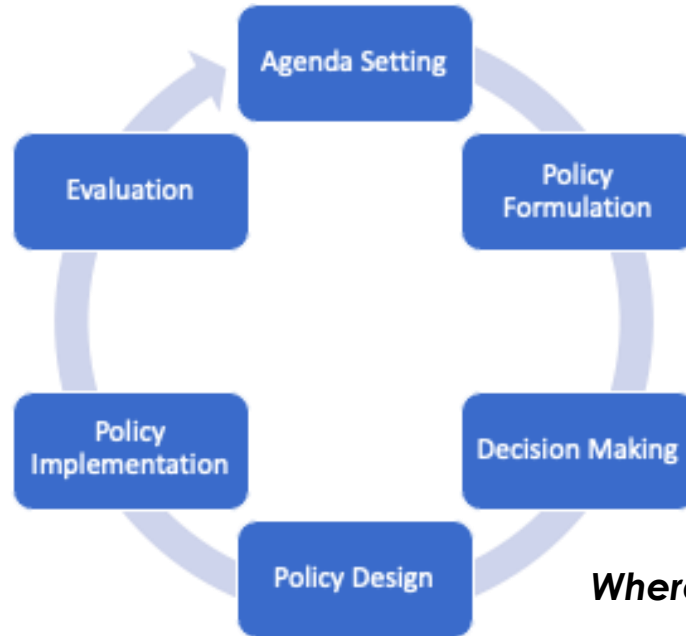 Agenda Setting
Policy
Formulation
Decision Making
Policy Design
Policy
Implementation
Evaluation